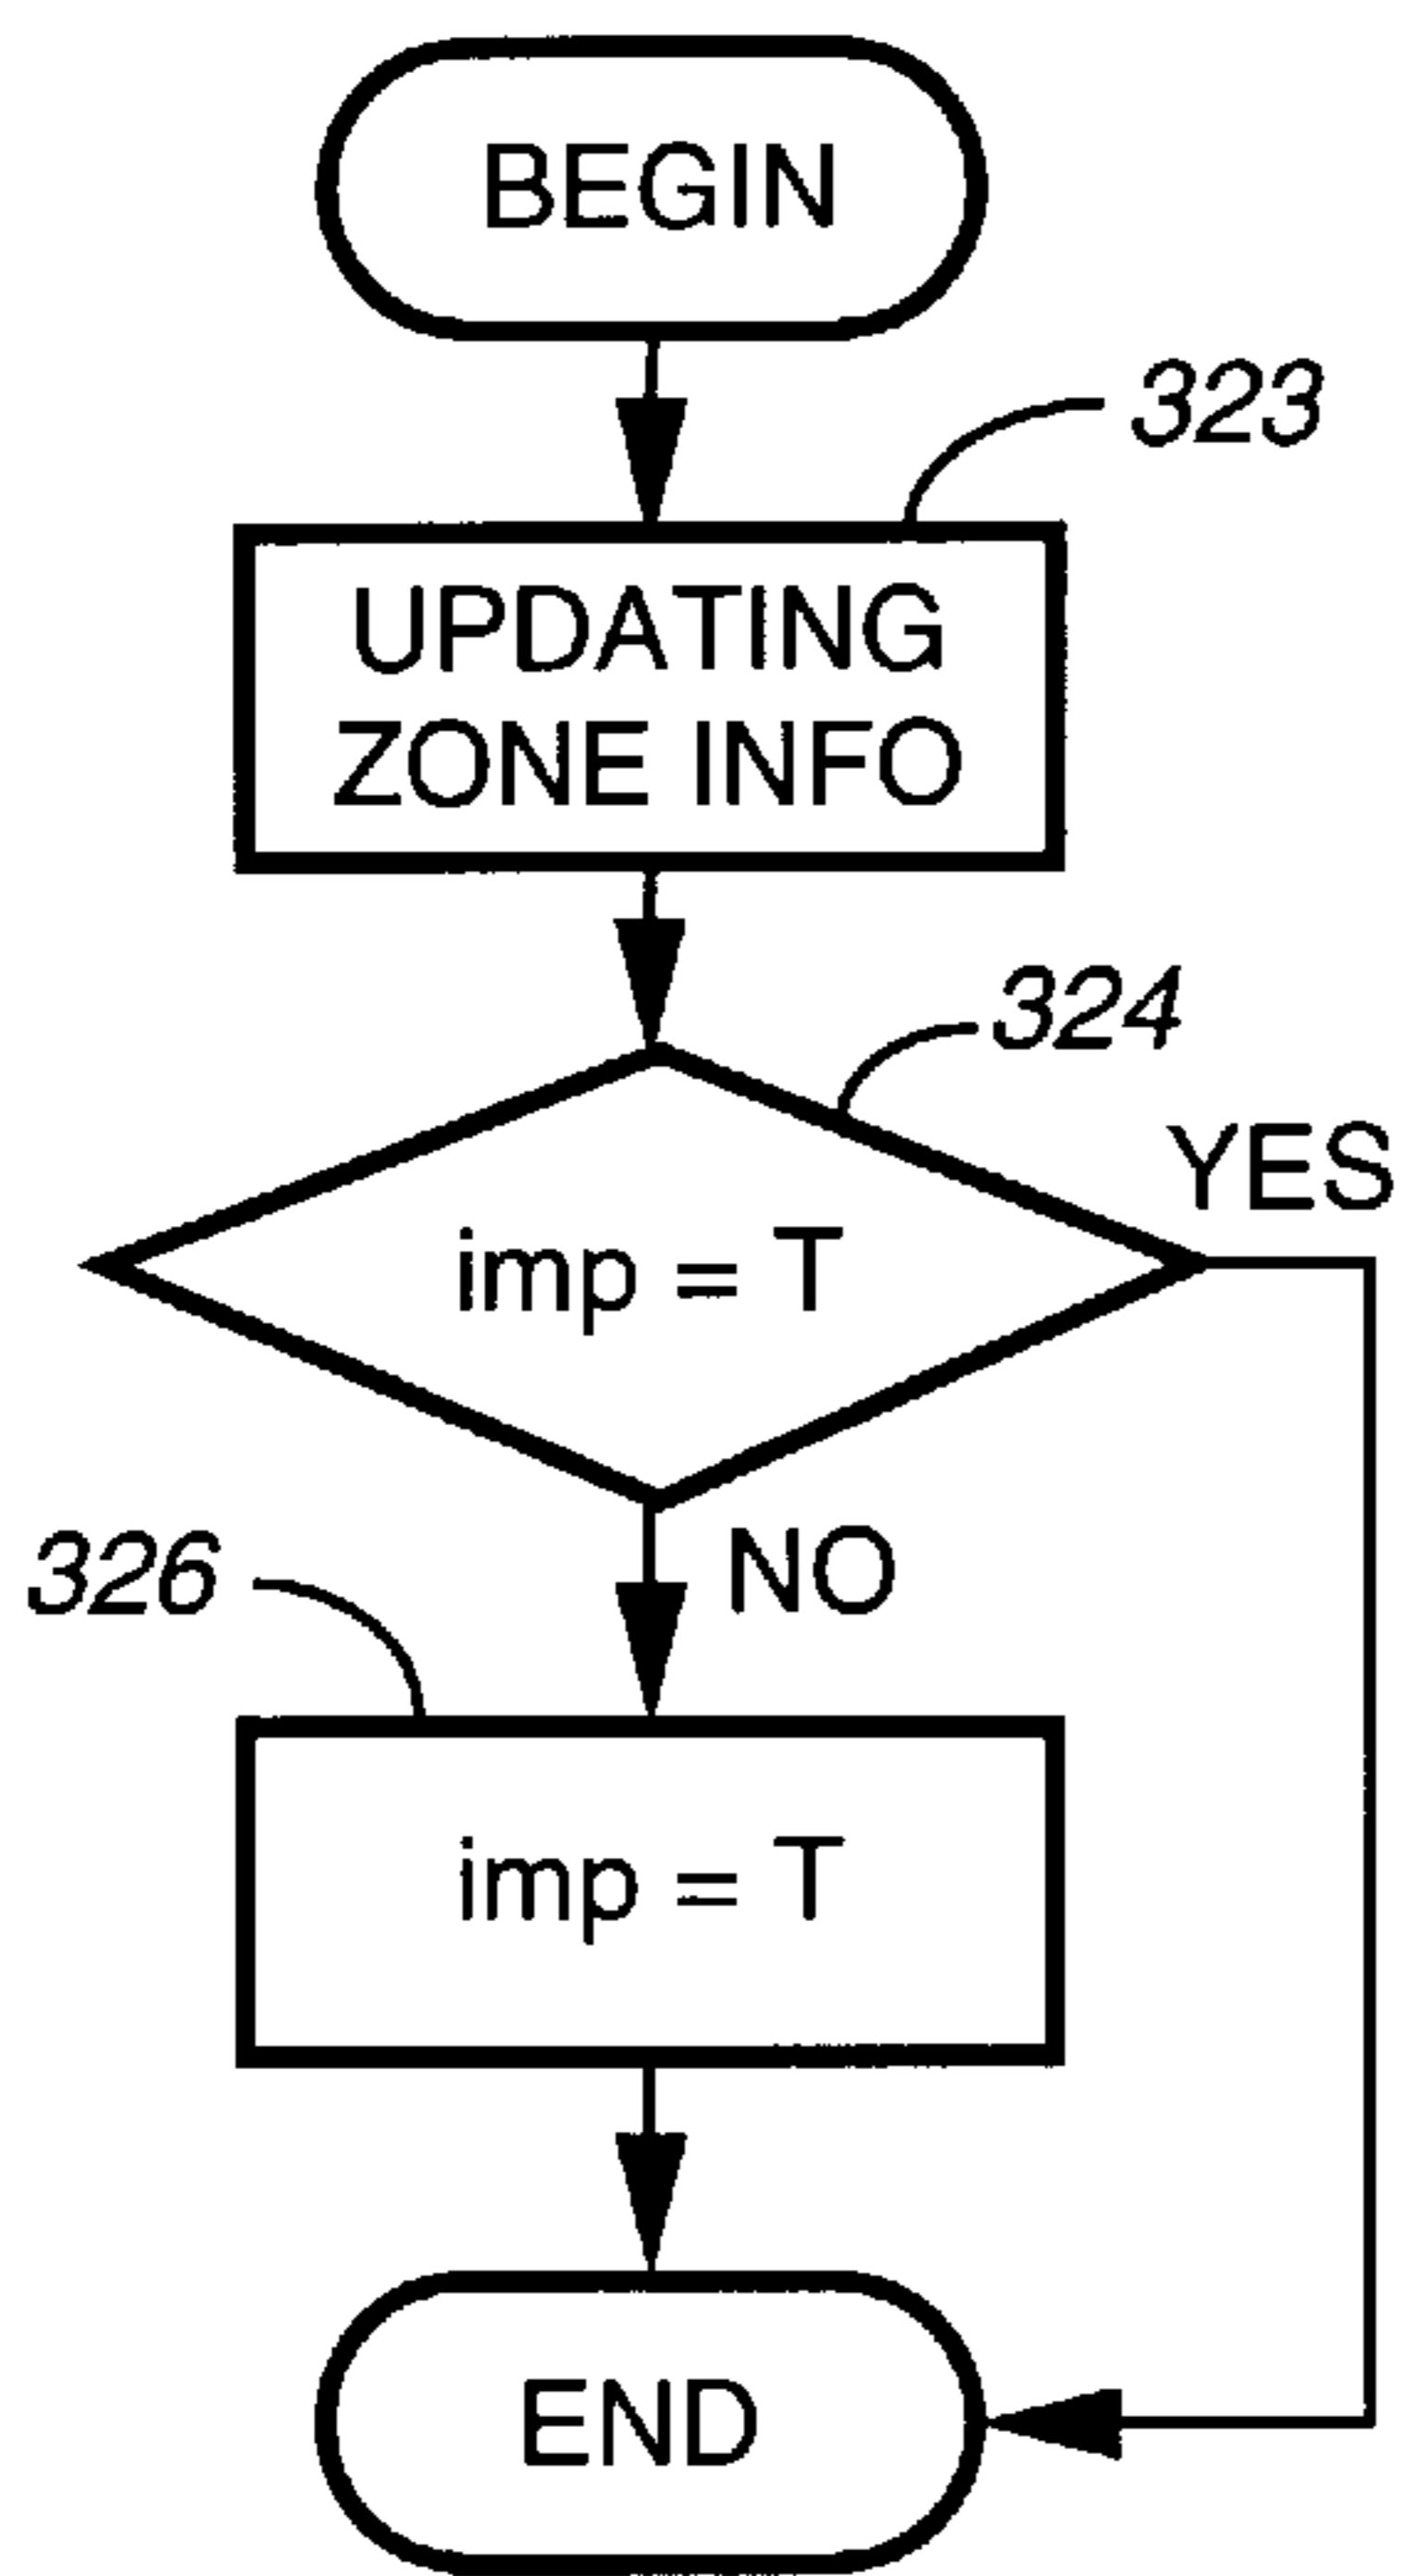 BEGIN
323
UPDATING
ZONE INFO
324
YES
imp = T
NO
326
imp = T
END